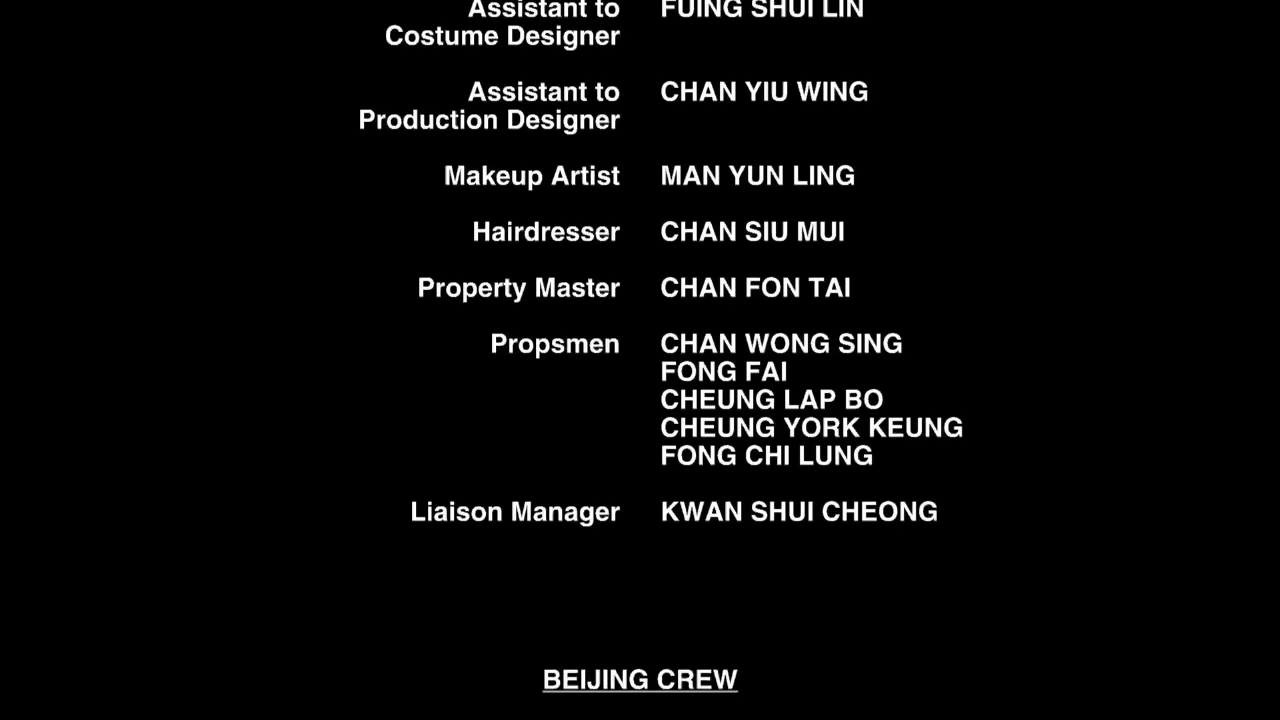 Assistant to FUING SHUI LIN
Costume Designer
Assistant to CHAN YIU WING
Production Designer
Makeup Artist MAN YUN LING
Hairdresser CHAN SIU MUI
Property Master CHAN FON TAI
Propsmen CHAN WONG SING
FONG FAI
CHEUNG LAP BO
CHEUNG YORK KEUNG
FONG CHI LUNG
Liaison Manager KWAN SHUI CHEONG
BEIJING CREW